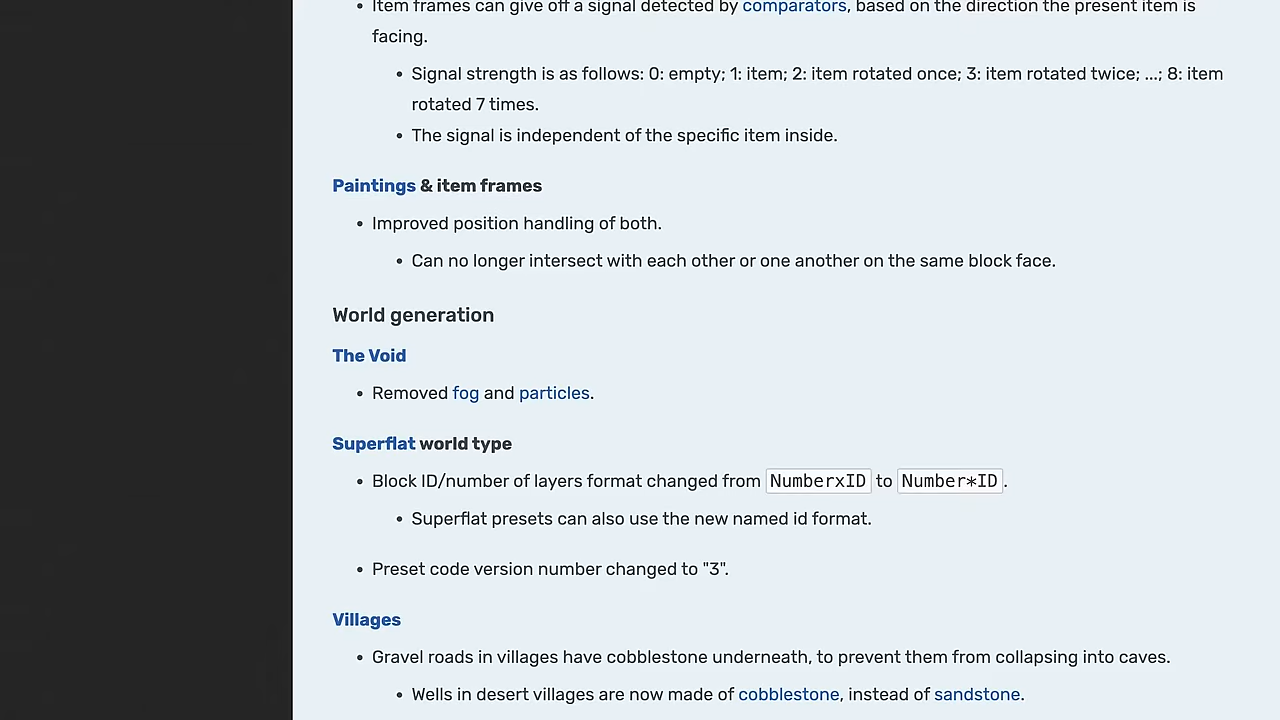 Item frames can give off a signal detected by comparators, based on the direction the present item is
facing.
Signal strength is as follows: 0: empty; 1: item; 2: item rotated once; 3: item rotated twice; ...; 8: item
rotated 7 times.
The signal is independent of the specific item inside.
Paintings & item frames
Improved position handling of both.
Can no longer intersect with each other or one another on the same block face.
World generation
The Void
Removed fog and particles.
Superflat world type
Block ID/number of layers format changed from NumberxID to Number*ID.
Superflat presets can also use the new named id format.
Preset code version number changed to "3".
Villages
Gravel roads in villages have cobblestone underneath, to prevent them from collapsing into caves.
Wells in desert villages are now made of cobblestone, instead of sandstone.